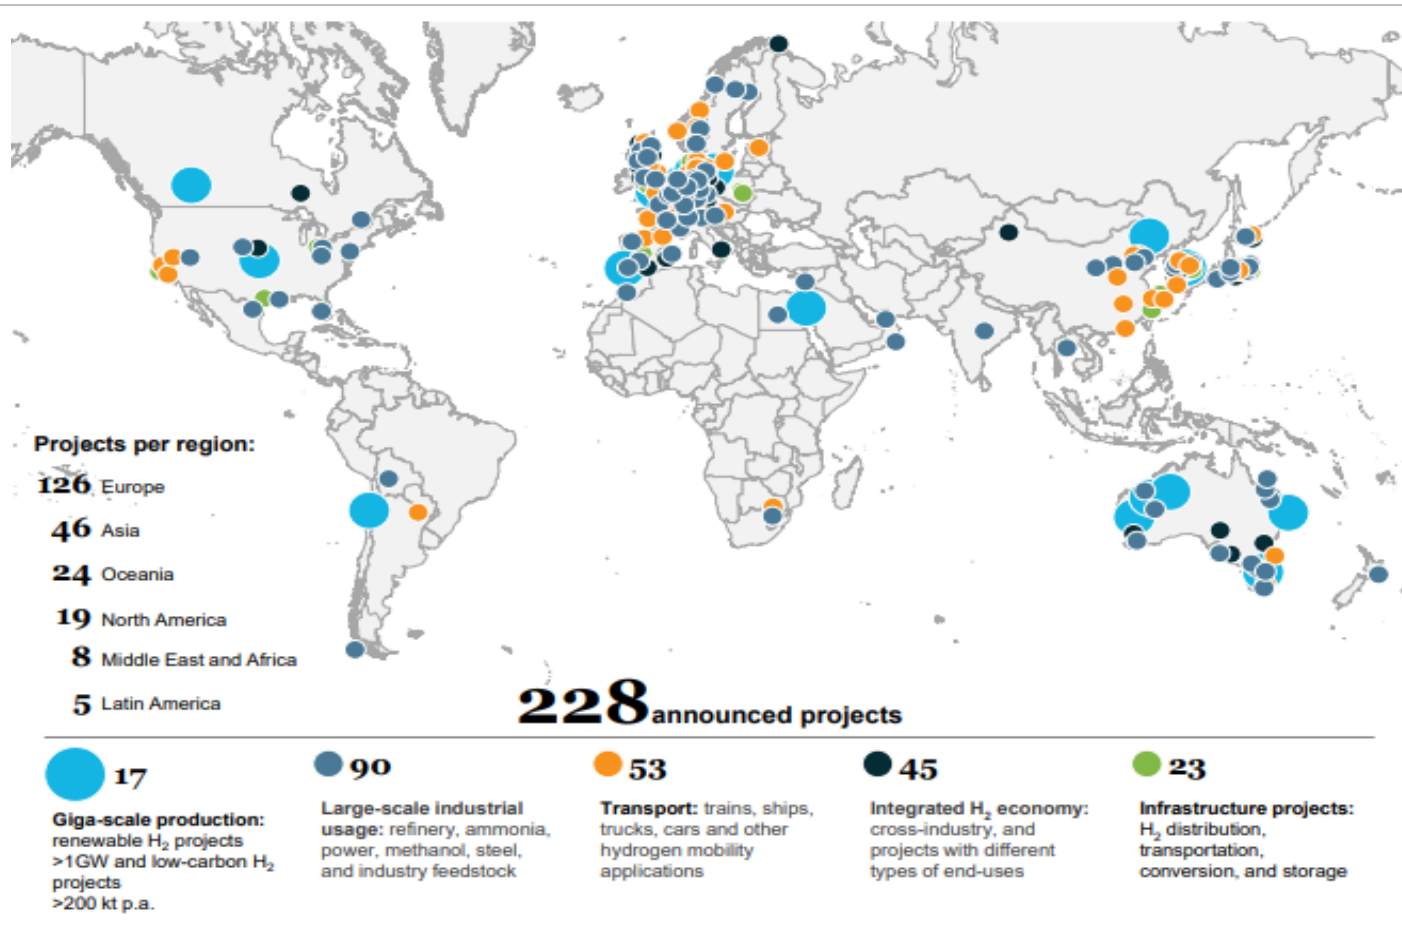 Projects per region:
126 Europe
46 Asia
24 Oceania
19 North America
8 Middle East and Africa
5 Latin America
228 announced projects
17
Giga-scale production:
renewable H₂ projects
>1GW and low-carbon H₂
projects
>200 kt p.a.
90
Large-scale industrial
usage: refinery, ammonia,
power, methanol, steel,
and industry feedstock
53
Transport: trains, ships,
trucks, cars and other
hydrogen mobility
applications
45
Integrated H₂ economy:
cross-industry, and
projects with different
types of end-uses
23
Infrastructure projects:
H₂ distribution,
transportation,
conversion, and storage